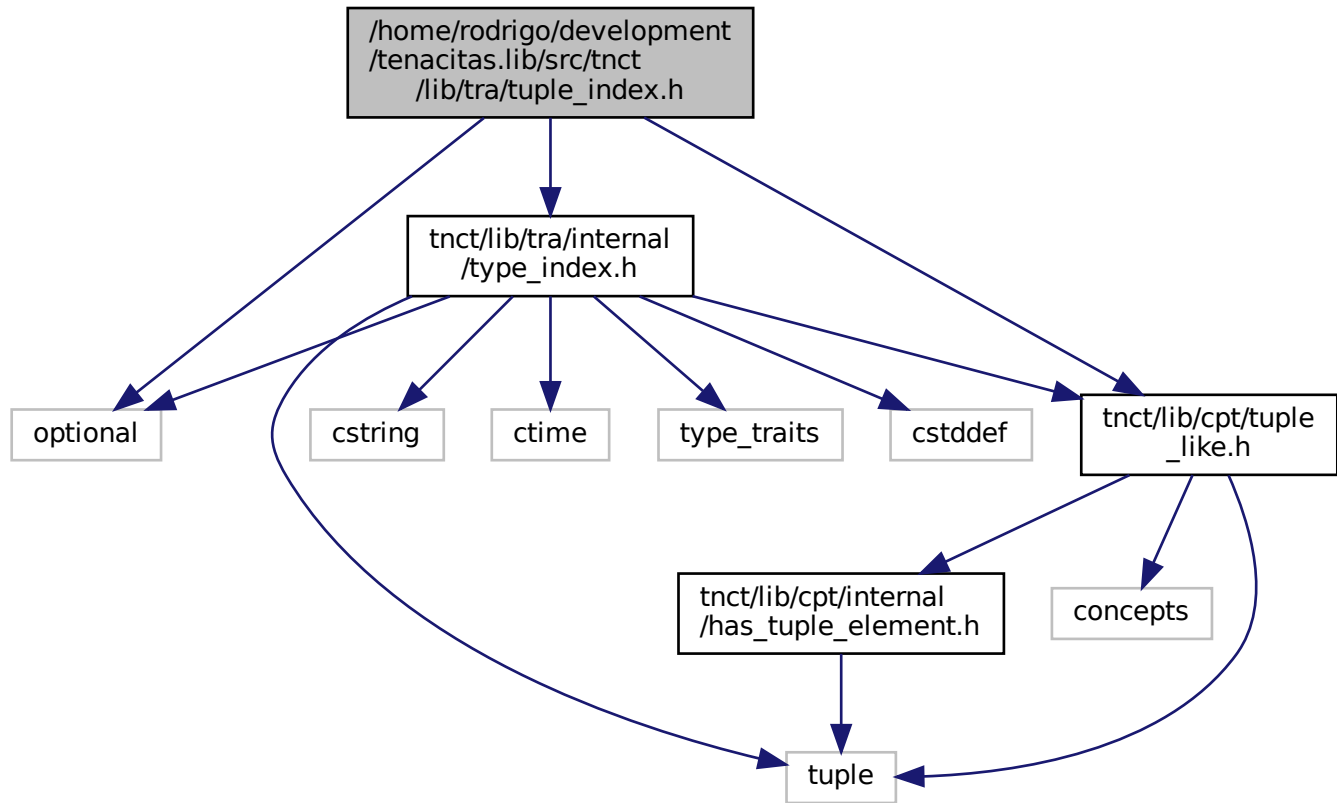 /home/rodrigo/development
/tenacitas.lib/src/tnct
/lib/tra/tuple_index.h
tnct/lib/tra/internal
/type_index.h
optional
cstring
ctime
type_traits
cstddef
tnct/lib/cpt/tuple
_like.h
tnct/lib/cpt/internal
/has_tuple_element.h
concepts
tuple